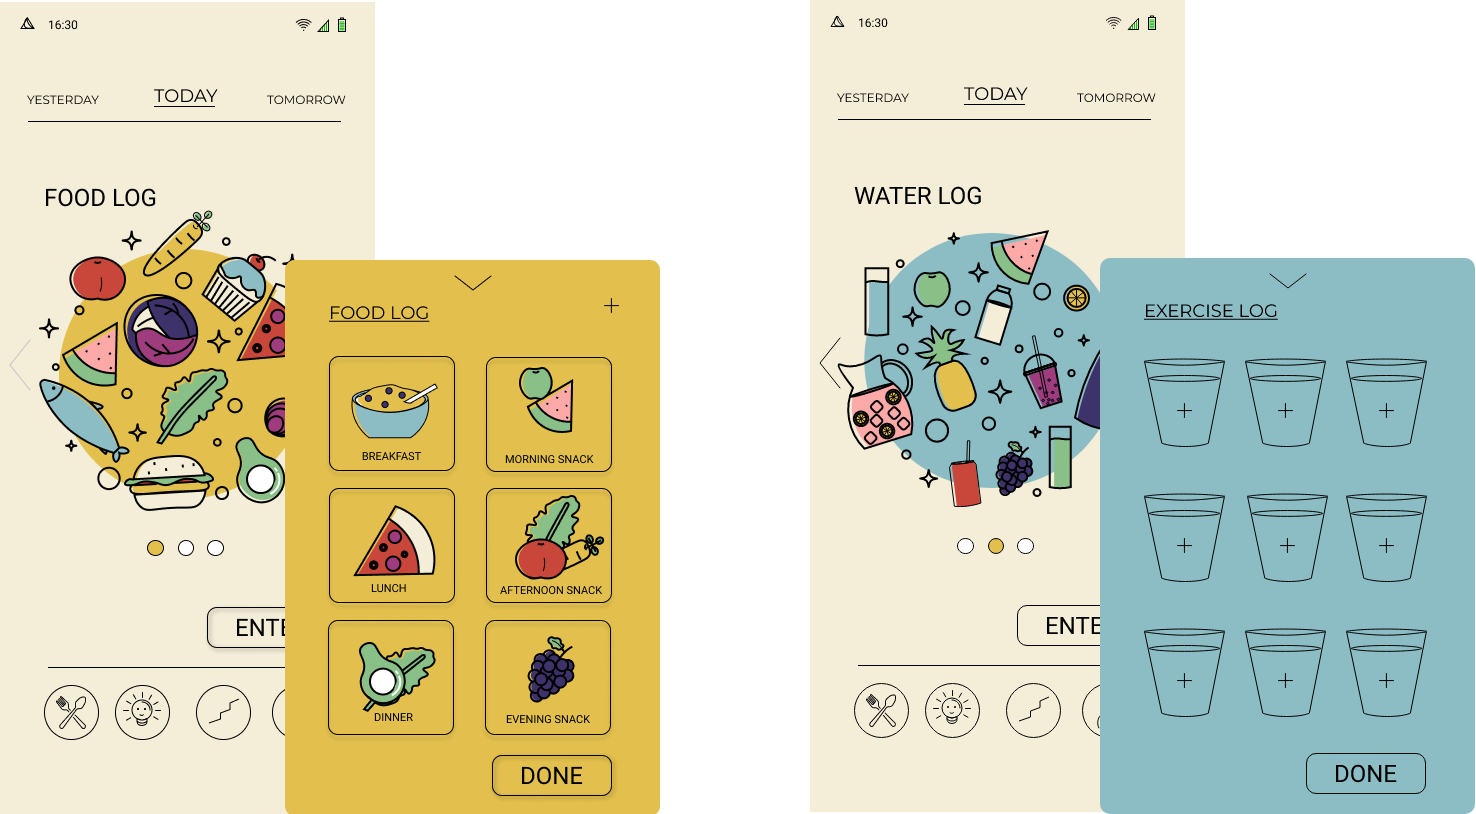 16:30
YESTERDAY TODAY TOMORROW
FOOD LOG
ENTE
FOOD LOG
BREAKFAST MORNING SNACK
LUNCH AFTERNOON SNACK
DINNER EVENING SNACK
DONE
16:30
YESTERDAY TODAY TOMORROW
WATER LOG
ENTE
EXERCISE LOG
DONE